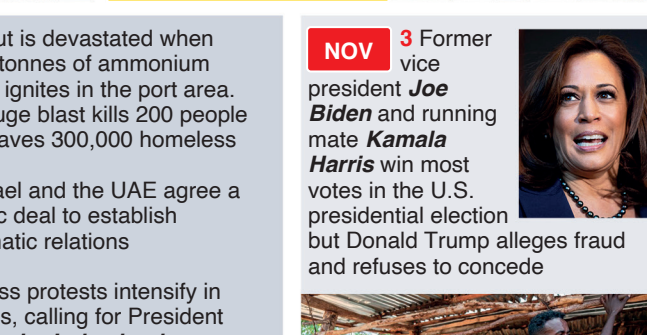 ut is devastated when
tonnes of ammonium
ignites in the port area.
uge blast kills 200 people
aves 300,000 homeless
ael and the UAE agree a
c deal to establish
atic relations
ss protests intensify in
s, calling for President
NOV
3 Former
vice
president Joe
Biden and running
mate Kamala
Harris win most
votes in the U.S.
presidential election
but Donald Trump alleges fraud
and refuses to concede